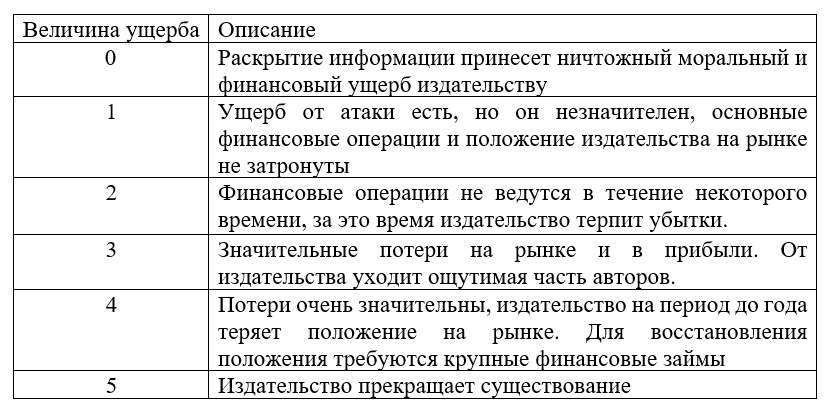 Величина ущерба Описание
0 Раскрытие информации принесет ничтожный моральный и
финансовый ущерб издательству
1 Ущерб от атаки есть, но он незначителен, основные
финансовые операции и положение издательства на рынке
не затронуты
2 Финансовые операции не ведутся в течение некоторого
времени, за это время издательство терпит убытки.
3 Значительные потери на рынке и в прибыли. От
издательства уходит ощутимая часть авторов.
4 Потери очень значительны, издательство на период до года
теряет положение на рынке. Для восстановления
положения требуются крупные финансовые займы
5 Издательство прекращает существование